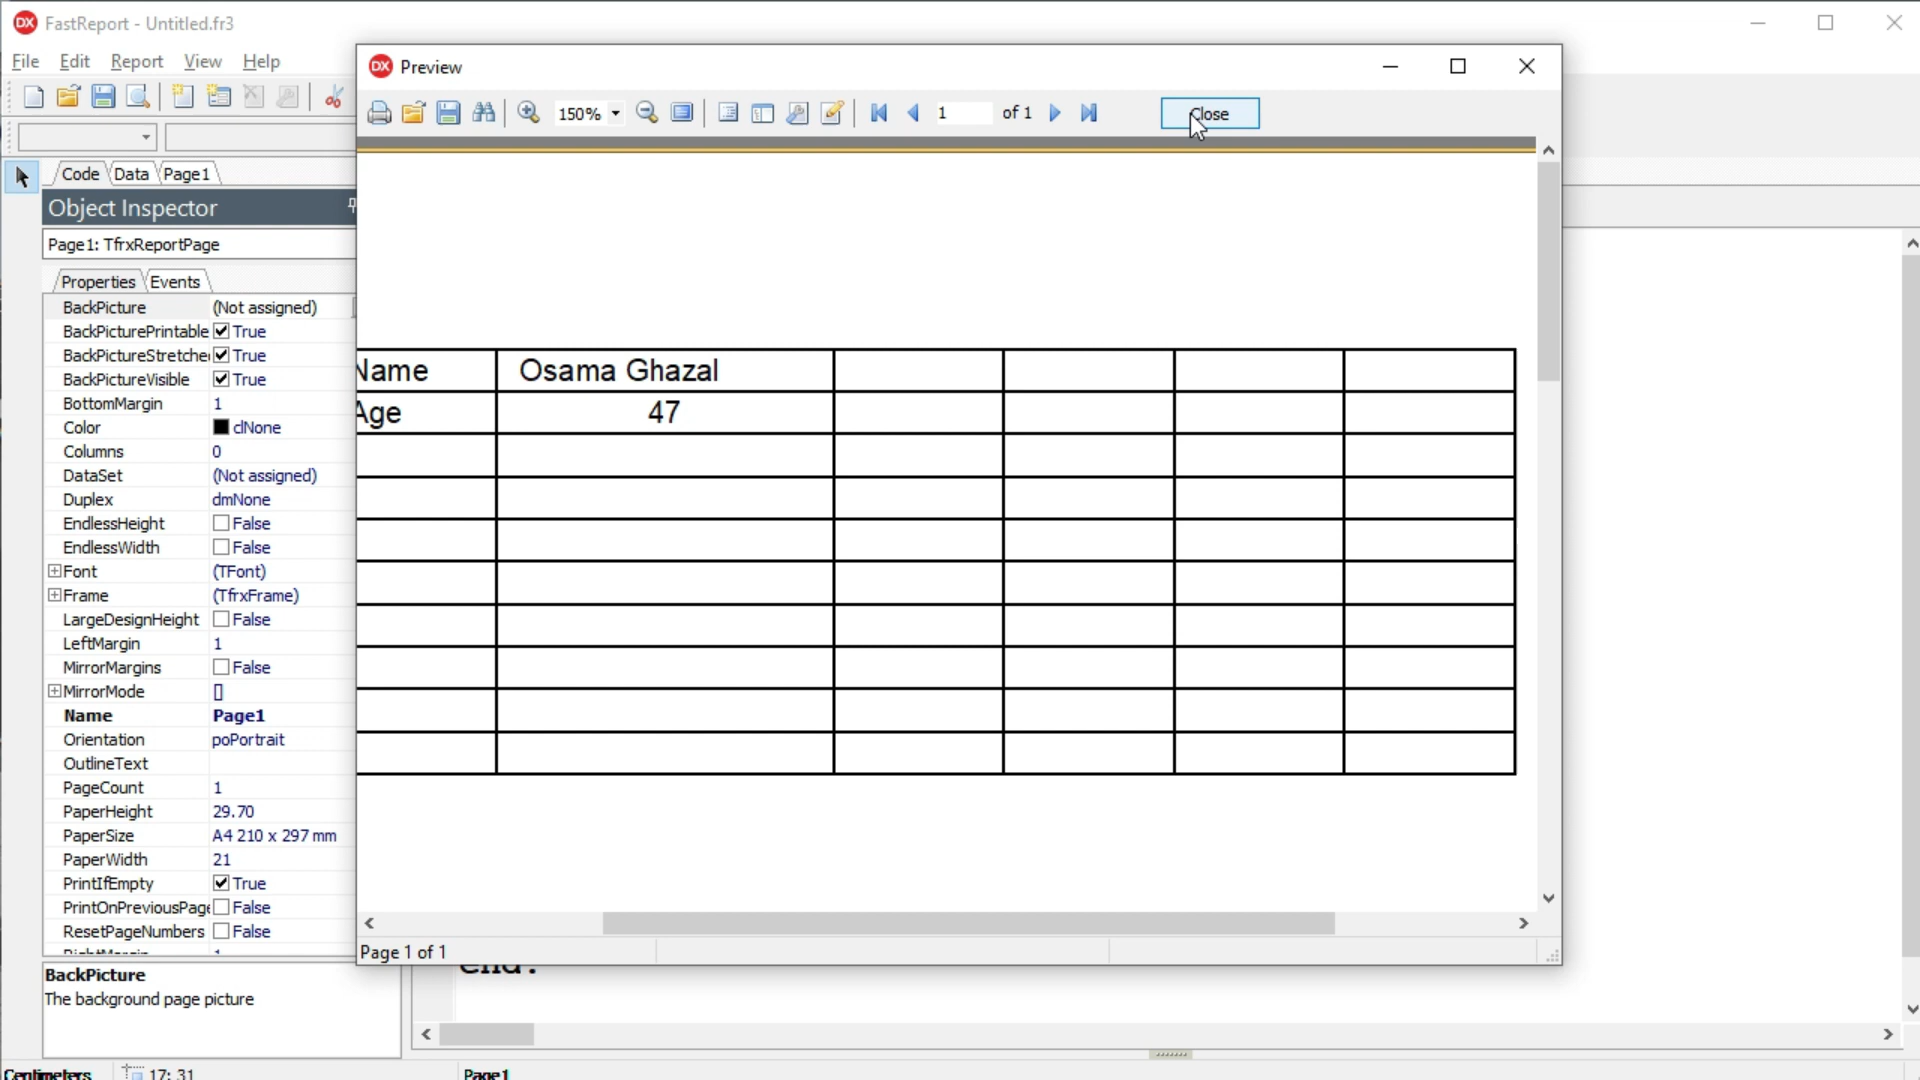 FastReport - Untitled.fr3
File Edit Report View Help
Preview
150% 1 of 1 Close
Code Data Page1
Object Inspector
Page1: TfrxReportPage
Properties Events
BackPicture (Not assigned)
BackPicturePrintable True
BackPictureStretche True
BackPictureVisible True
BottomMargin 1
Color clNone
Columns 0
DataSet (Not assigned)
Duplex dmNone
EndlessHeight False
EndlessWidth False
Font (TFont)
Frame (TfrxFrame)
LargeDesignHeight False
LeftMargin 1
MirrorMargins False
MirrorMode []
Name Page1
Orientation poPortrait
OutlineText
PageCount 1
PaperHeight 29.70
PaperSize A4 210 x 297 mm
PaperWidth 21
PrintIfEmpty True
PrintOnPreviousPage False
ResetPageNumbers False
Name Osama Ghazal
Age 47
Page 1 of 1
end.
BackPicture
The background page picture
Centimeters 17; 31 Page1